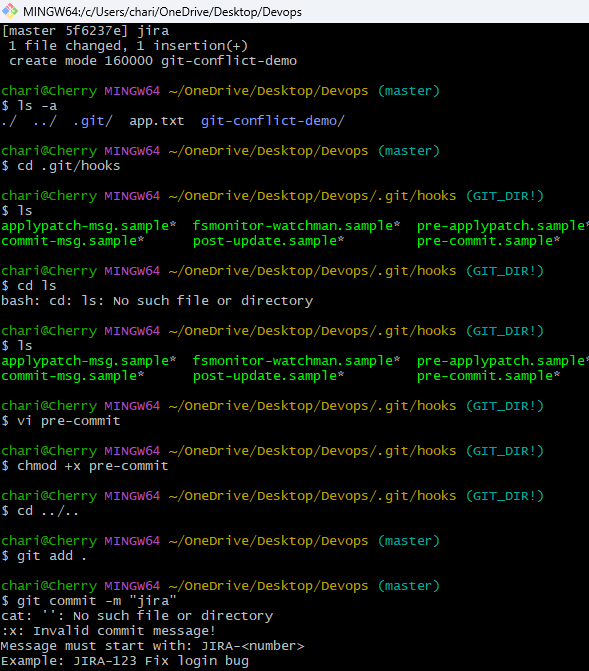 MINGW64:/c/Users/chari/OneDrive/Desktop/Devops
[master 5f6237e] jira
 1 file changed, 1 insertion(+)
 create mode 160000 git-conflict-demo

chari@Cherry MINGW64 ~/OneDrive/Desktop/Devops (master)
$ ls -a
./  ../  .git/  app.txt  git-conflict-demo/

chari@Cherry MINGW64 ~/OneDrive/Desktop/Devops (master)
$ cd .git/hooks

chari@Cherry MINGW64 ~/OneDrive/Desktop/Devops/.git/hooks (GIT_DIR!)
$ ls
applypatch-msg.sample*  fsmonitor-watchman.sample*  pre-applypatch.sample*
commit-msg.sample*      post-update.sample*         pre-commit.sample*

chari@Cherry MINGW64 ~/OneDrive/Desktop/Devops/.git/hooks (GIT_DIR!)
$ cd ls
bash: cd: ls: No such file or directory

chari@Cherry MINGW64 ~/OneDrive/Desktop/Devops/.git/hooks (GIT_DIR!)
$ ls
applypatch-msg.sample*  fsmonitor-watchman.sample*  pre-applypatch.sample*
commit-msg.sample*      post-update.sample*         pre-commit.sample*

chari@Cherry MINGW64 ~/OneDrive/Desktop/Devops/.git/hooks (GIT_DIR!)
$ vi pre-commit

chari@Cherry MINGW64 ~/OneDrive/Desktop/Devops/.git/hooks (GIT_DIR!)
$ chmod +x pre-commit

chari@Cherry MINGW64 ~/OneDrive/Desktop/Devops/.git/hooks (GIT_DIR!)
$ cd ../..

chari@Cherry MINGW64 ~/OneDrive/Desktop/Devops (master)
$ git add .

chari@Cherry MINGW64 ~/OneDrive/Desktop/Devops (master)
$ git commit -m "jira"
cat: '': No such file or directory
:x: Invalid commit message!
Message must start with: JIRA-<number>
Example: JIRA-123 Fix login bug